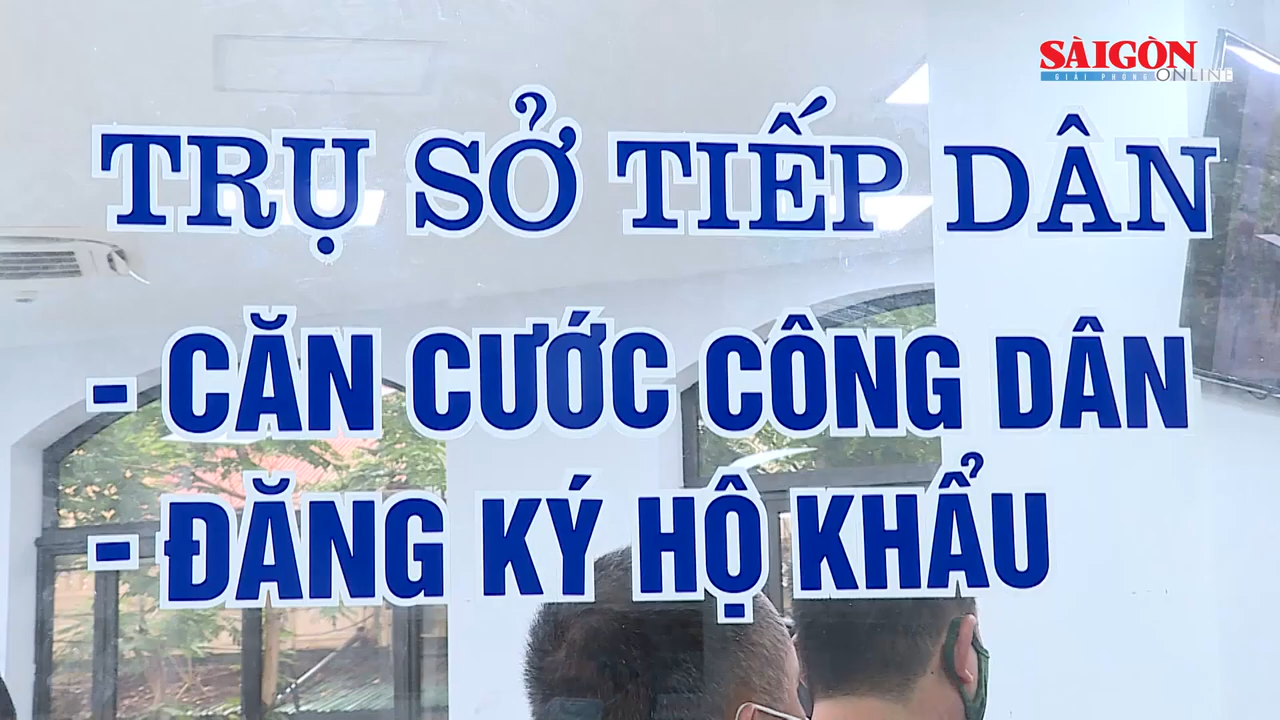 SÀIGÒN
GIẢI PHÓNG ONLINE
TRỤ SỞ TIẾP DÂN
- CĂN CƯỚC CÔNG DÂN
- ĐĂNG KÝ HỘ KHẨU